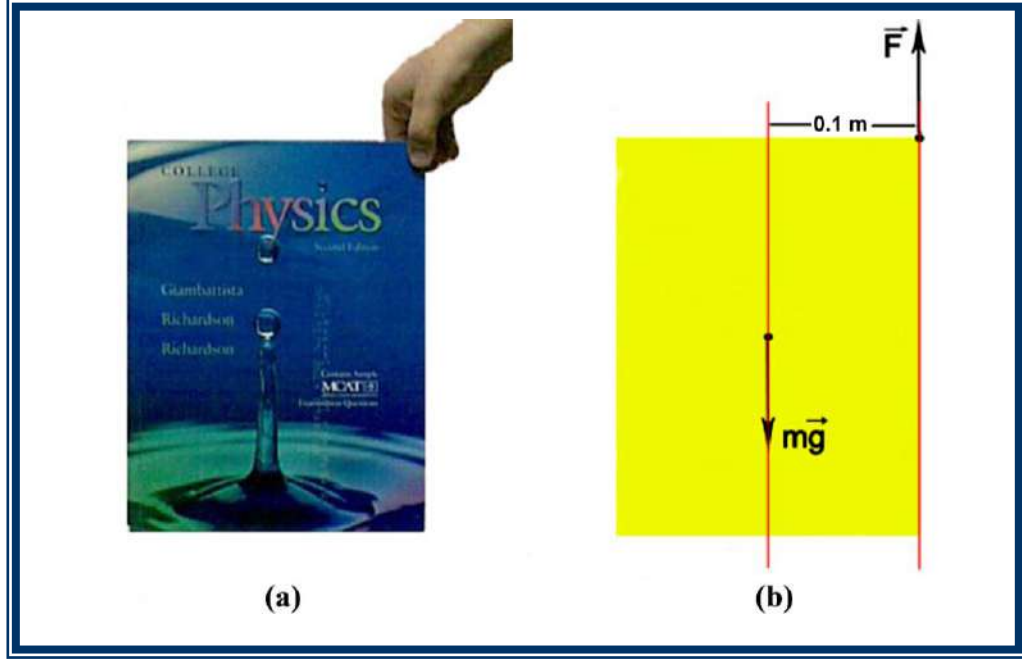 COLLEGE
Physics
Second Edition
Giambattista
Richardson
Richardson
Contains Sample
MCAT
Examination Questions
F⃗
0.1 m
mg⃗
(a)
(b)